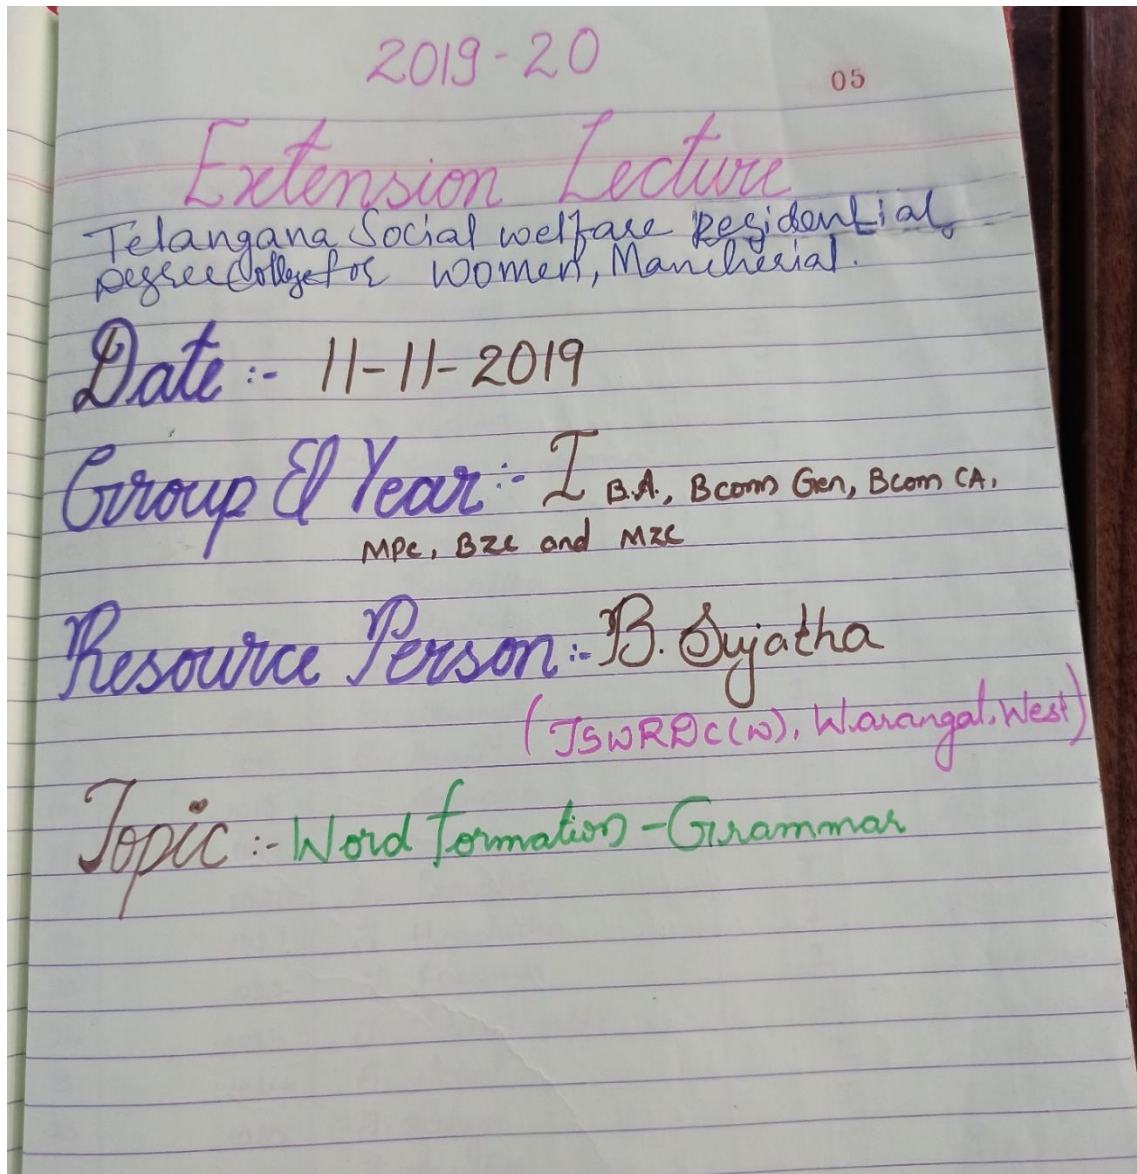 2019-20
05
Extension Lecture
Telangana Social welfare Residential
Degree College for women, Mancherial.
Date :- 11-11-2019
Group & Year :- I B.A., Bcom Gen, Bcom CA,
MPC, BZC and MZC
Resource Person :- B. Sujatha
(TSWRDC(W), Warangal, West)
Topic :- Word formation - Grammar